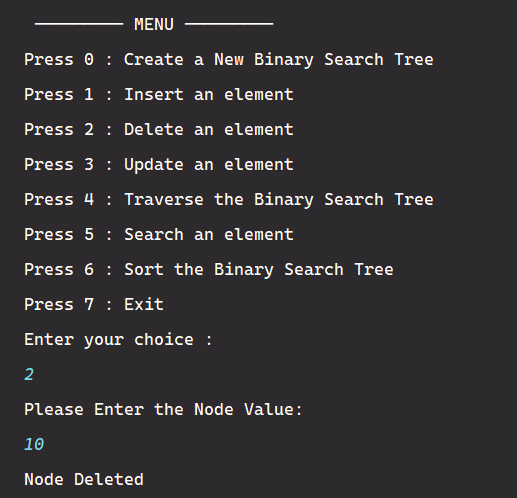 ───────── MENU ─────────
Press 0 : Create a New Binary Search Tree
Press 1 : Insert an element
Press 2 : Delete an element
Press 3 : Update an element
Press 4 : Traverse the Binary Search Tree
Press 5 : Search an element
Press 6 : Sort the Binary Search Tree
Press 7 : Exit
Enter your choice :
2
Please Enter the Node Value:
10
Node Deleted